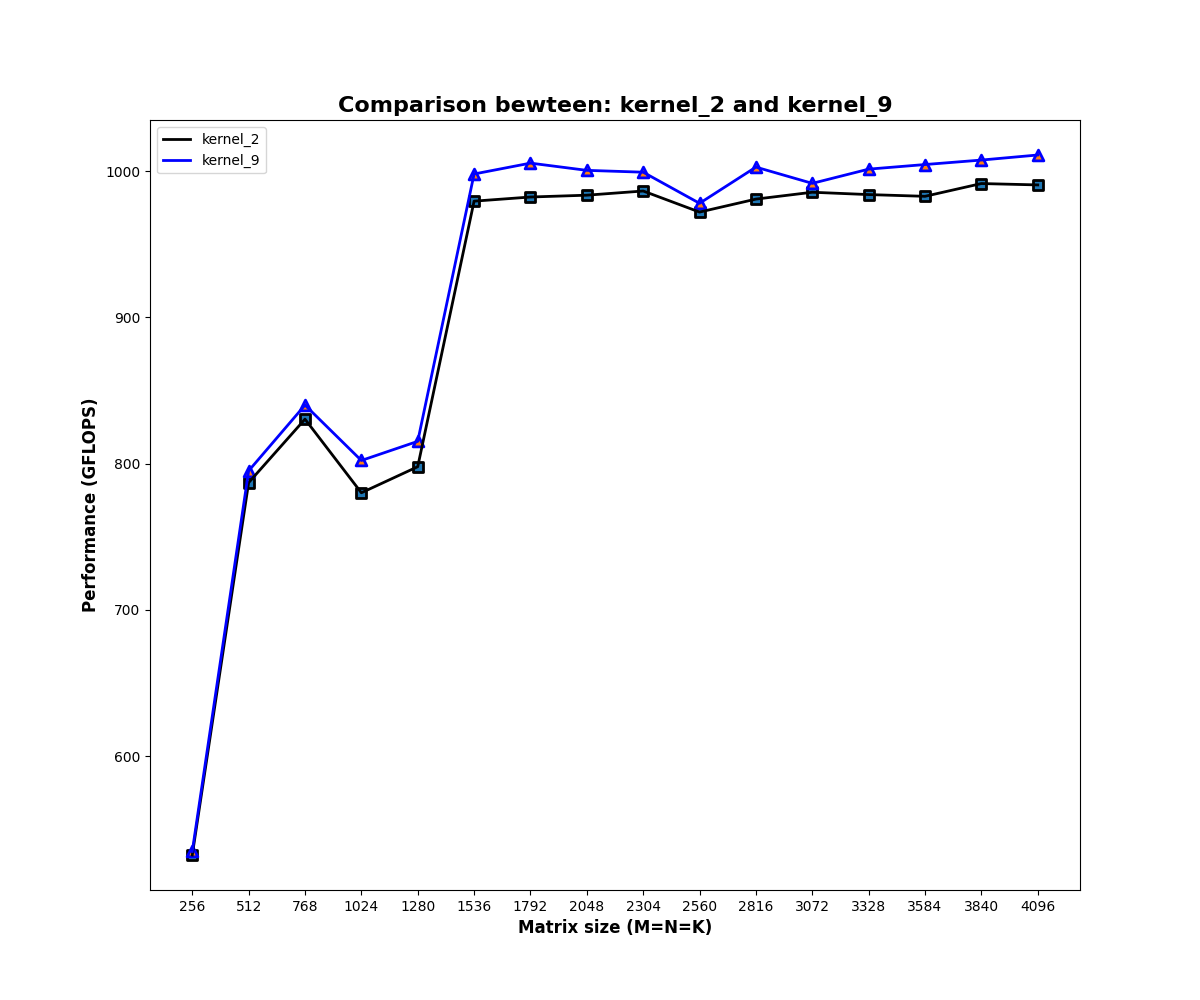 Comparison bewteen: kernel_2 and kernel_9
kernel_2
kernel_9
1000
900
800
700
600
Performance (GFLOPS)
256 512 768 1024 1280 1536 1792 2048 2304 2560 2816 3072 3328 3584 3840 4096
Matrix size (M=N=K)